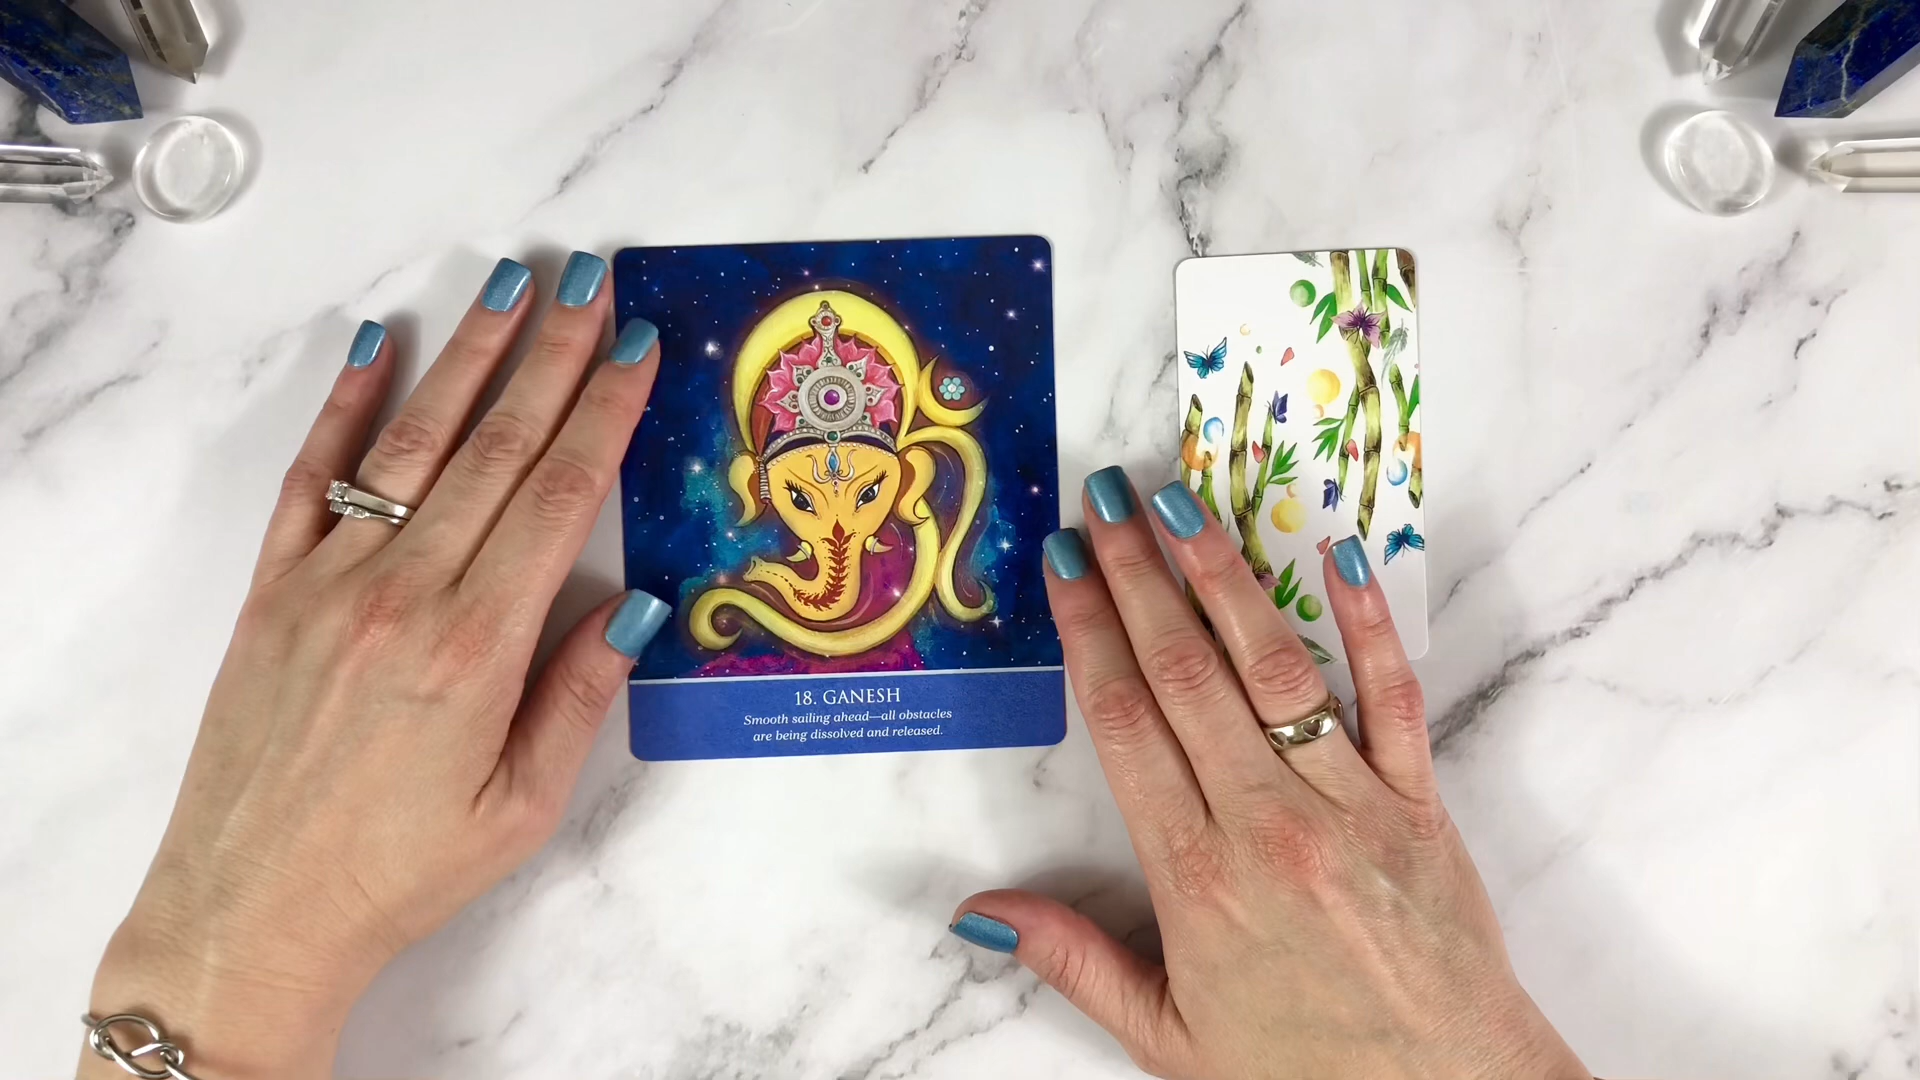 18. GANESH
Smooth sailing ahead—all obstacles
are being dissolved and released.